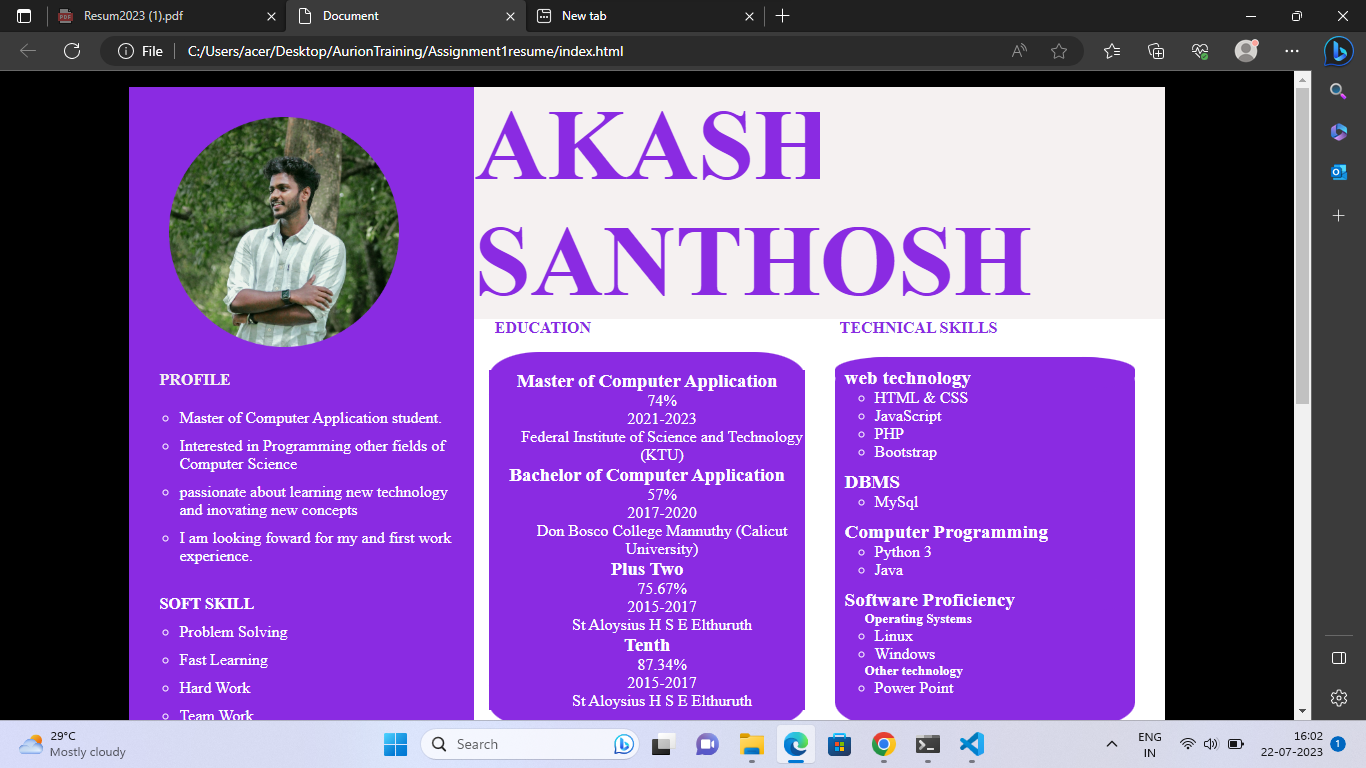 Resum2023 (1).pdf
Document
New tab
File
C:/Users/acer/Desktop/AurionTraining/Assignment1resume/index.html
AKASH
SANTHOSH
PROFILE
Master of Computer Application student.
Interested in Programming other fields of
Computer Science
passionate about learning new technology
and inovating new concepts
I am looking foward for my and first work
experience.
SOFT SKILL
Problem Solving
Fast Learning
Hard Work
Team Work
EDUCATION
Master of Computer Application
74%
2021-2023
Federal Institute of Science and Technology
(KTU)
Bachelor of Computer Application
57%
2017-2020
Don Bosco College Mannuthy (Calicut
University)
Plus Two
75.67%
2015-2017
St Aloysius H S E Elthuruth
Tenth
87.34%
2015-2017
St Aloysius H S E Elthuruth
TECHNICAL SKILLS
web technology
HTML & CSS
JavaScript
PHP
Bootstrap
DBMS
MySql
Computer Programming
Python 3
Java
Software Proficiency
Operating Systems
Linux
Windows
Other technology
Power Point
29°C
Mostly cloudy
Search
ENG
IN
16:02
22-07-2023
1